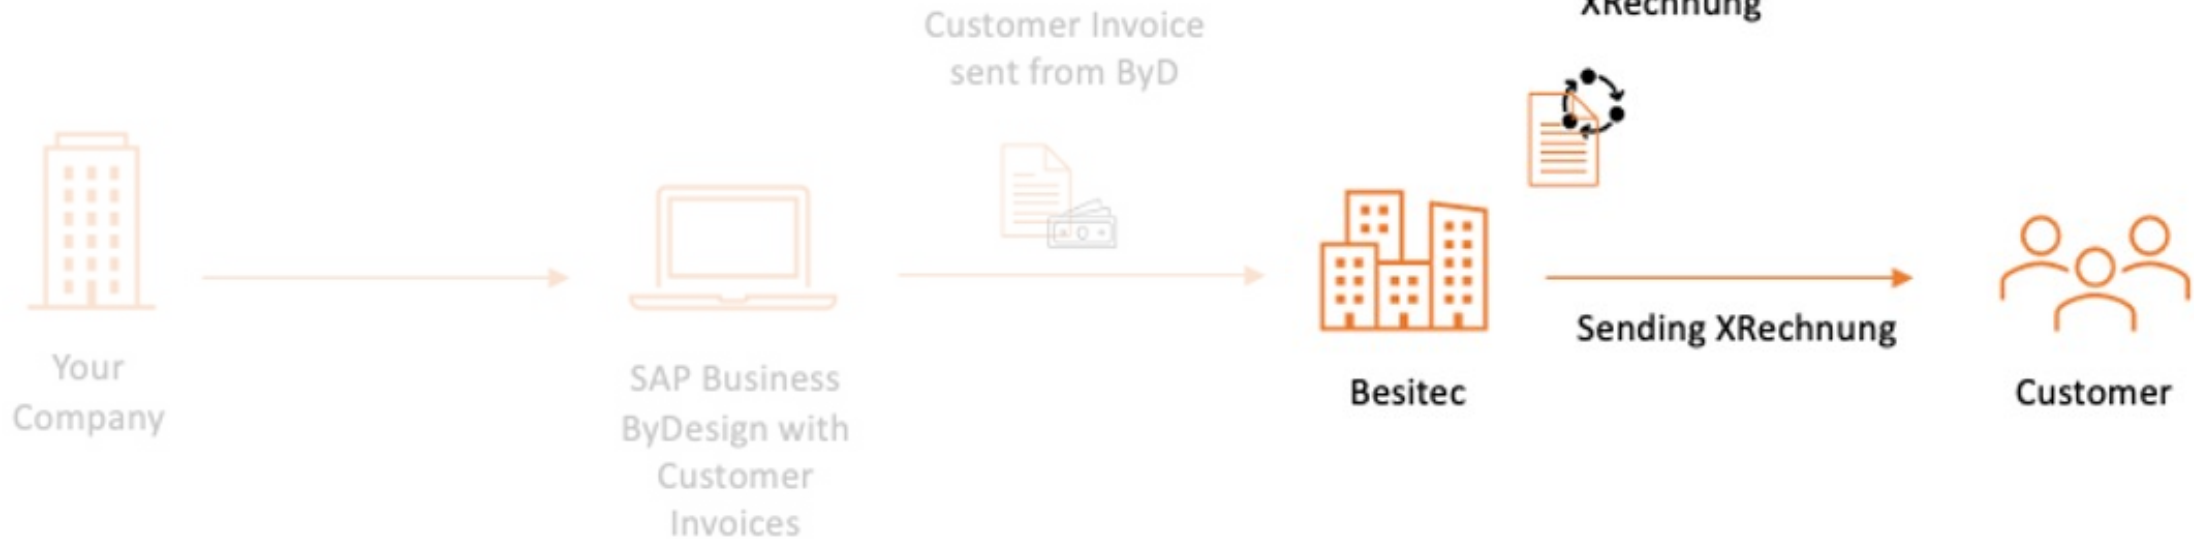 XRechnung
Customer Invoice
sent from ByD
Your
Company
SAP Business
ByDesign with
Customer
Invoices
Besitec
Sending XRechnung
Customer